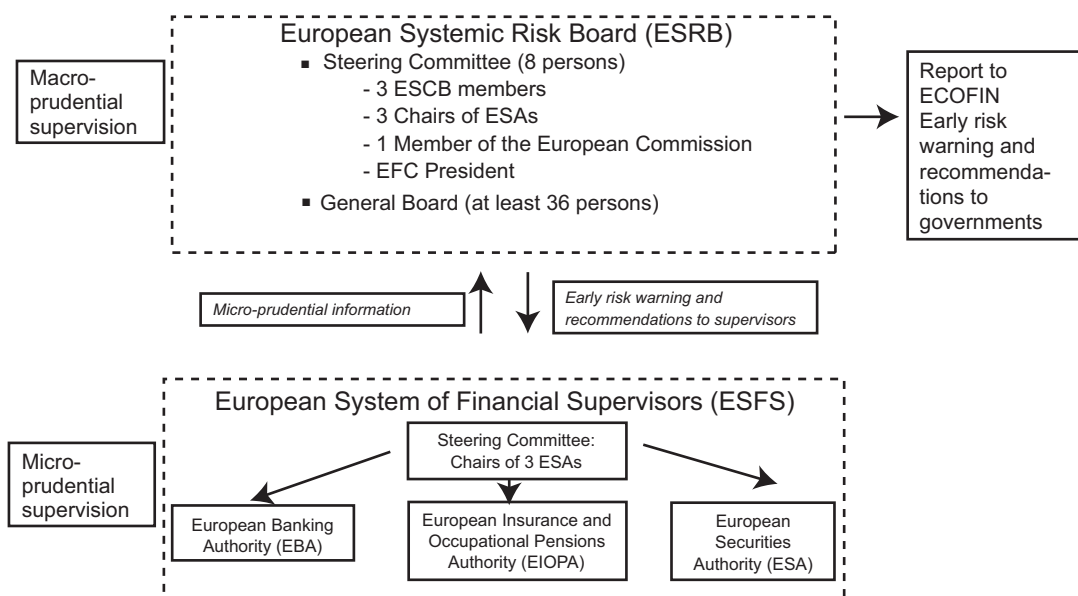 European Systemic Risk Board (ESRB)
▪ Steering Committee (8 persons)
- 3 ESCB members
- 3 Chairs of ESAs
- 1 Member of the European Commission
- EFC President
▪ General Board (at least 36 persons)
Macro-
prudential
supervision
Report to
ECOFIN
Early risk
warning and
recommenda-
tions to
governments
Micro-prudential information
Early risk warning and
recommendations to supervisors
European System of Financial Supervisors (ESFS)
Micro-
prudential
supervision
Steering Committee:
Chairs of 3 ESAs
European Banking
Authority (EBA)
European Insurance and
Occupational Pensions
Authority (EIOPA)
European
Securities
Authority (ESA)